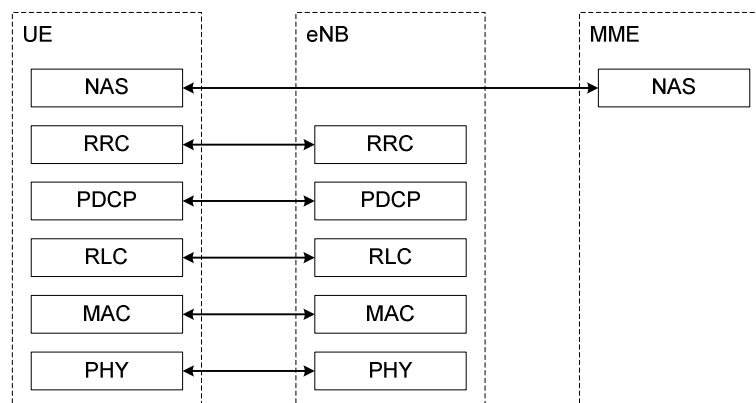 UE
eNB
MME
NAS
NAS
RRC
RRC
PDCP
PDCP
RLC
RLC
MAC
MAC
PHY
PHY